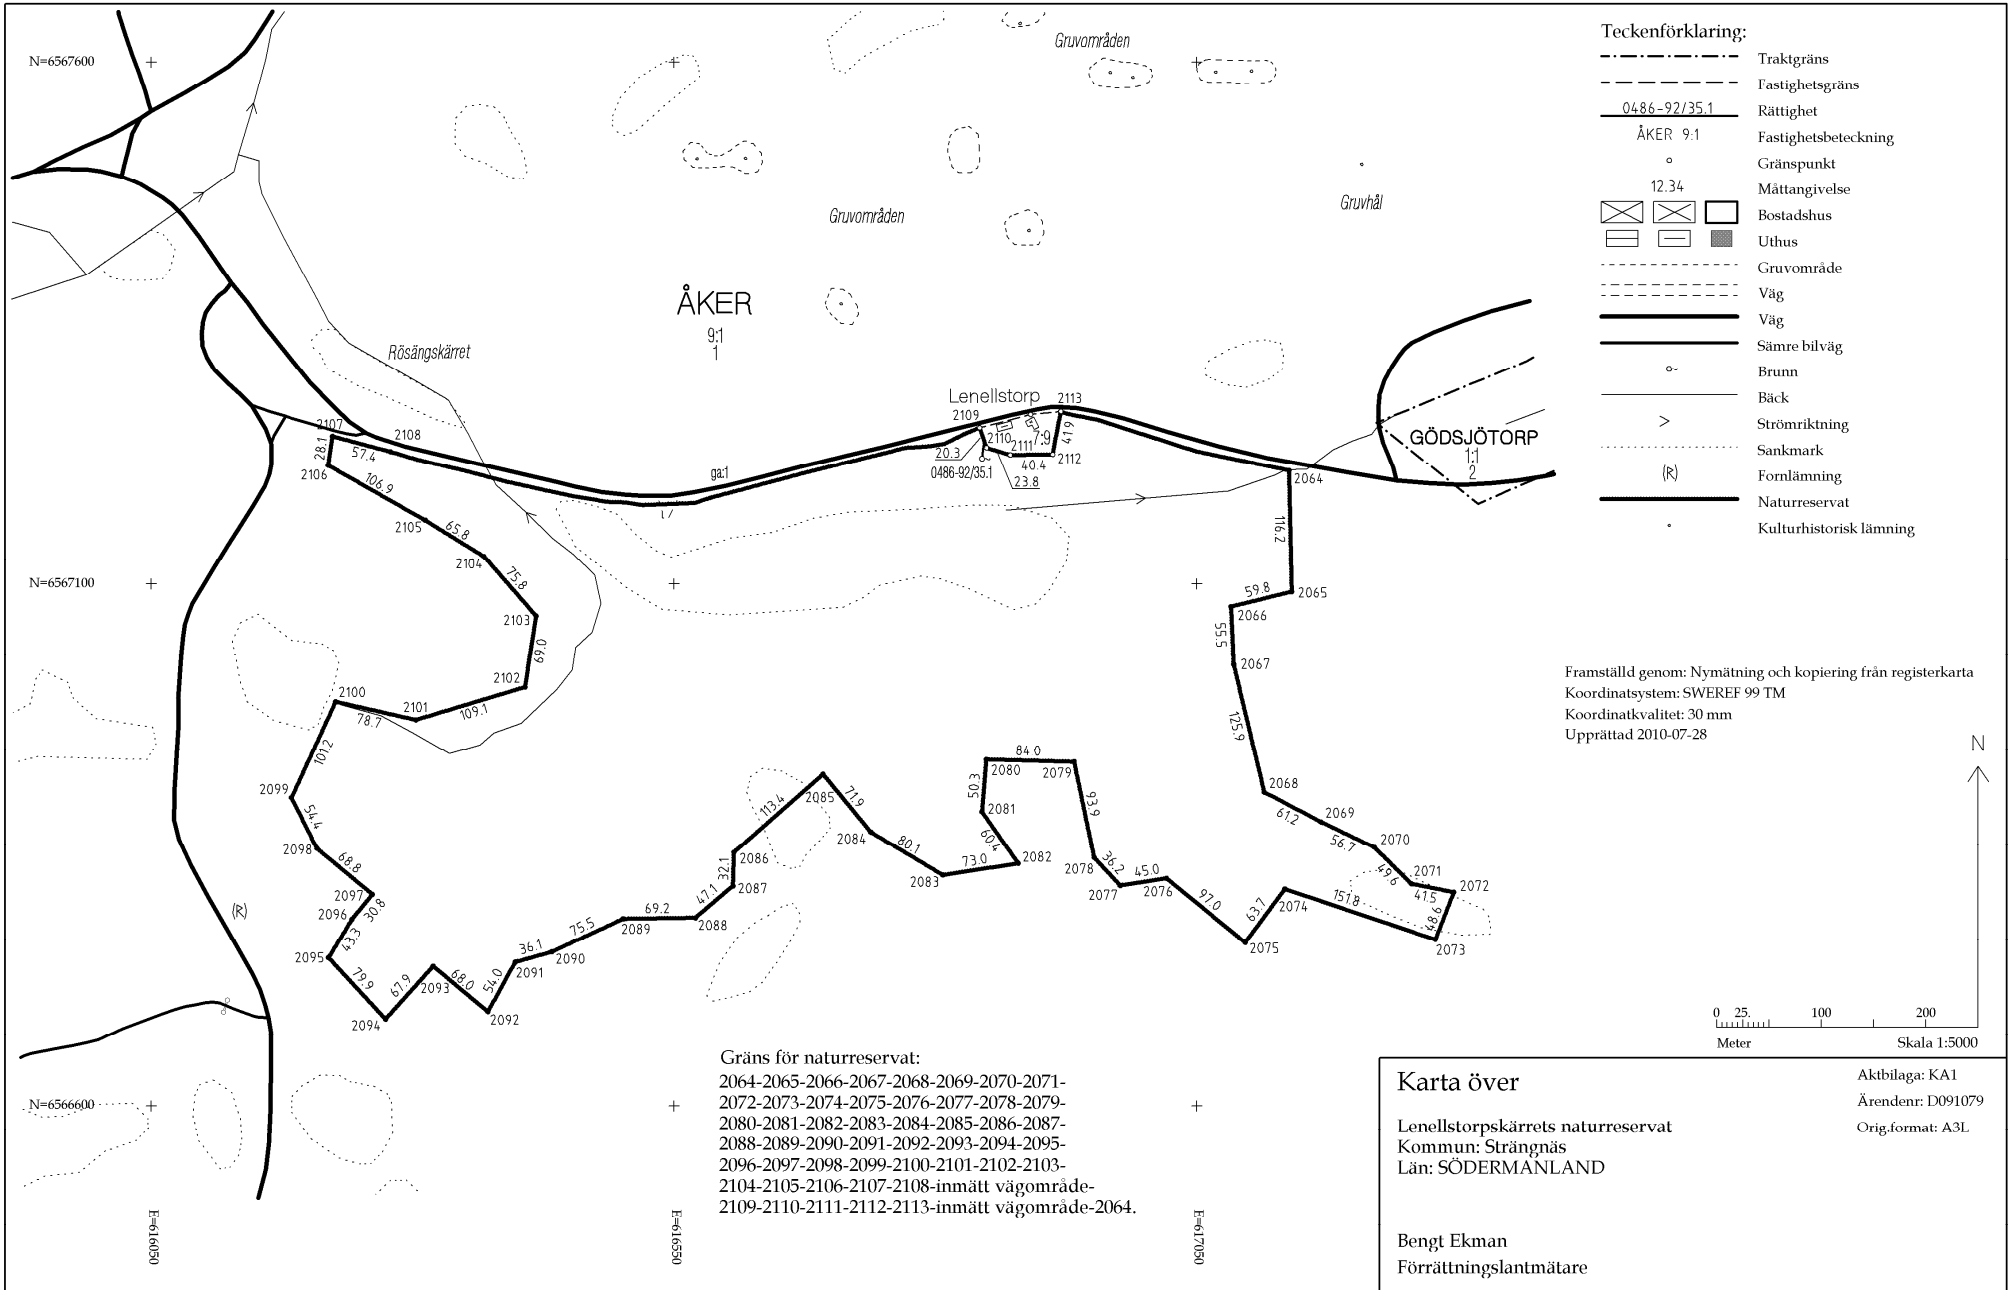 N=6567600
Gruvområden
Gruvområden
Gruvhål
Teckenförklaring:
Traktgräns
Fastighetsgräns
0486-92/35.1 Rättighet
ÅKER 9:1 Fastighetsbeteckning
Gränspunkt
12.34 Måttangivelse
Bostadshus
Uthus
Gruvområde
Väg
Väg
Sämre bilväg
Brunn
Bäck
Strömriktning
Sankmark
(R) Fornlämning
Naturreservat
Kulturhistorisk lämning
ÅKER
9:1
1
Rösängskärret
Lenellstorp
2113
2109
2107
2108
28.1
57.4
2106
106.9
ga:1
20.3
2110
2111
7:9
41.9
2112
40.4
0486-92/35.1
23.8
GÖDSJÖTORP
1:1
2
2064
2105
65.8
2104
75.8
116.2
N=6567100
2103
69.0
59.8
2065
2066
55.5
2067
2102
2100
78.7
2101
109.1
101.2
125.9
Framställd genom: Nymätning och kopiering från registerkarta
Koordinatsystem: SWEREF 99 TM
Koordinatkvalitet: 30 mm
Upprättad 2010-07-28
N
84.0
2080
2079
50.3
2081
60.4
2082
93.9
2068
61.2
2069
56.7
2070
49.6
2071
41.5
2072
48.6
2073
2099
54.4
2098
68.8
2097
30.8
2096
43.3
2095
79.9
2094
67.9
2093
68.0
2092
54.0
2091
36.1
2090
75.5
2089
69.2
2088
47.1
2087
32.1
2086
113.4
2085
71.9
2084
80.1
2083
73.0
2078
36.2
2077
45.0
2076
97.0
2075
63.7
2074
151.8
(R)
0 25. 100 200
Meter Skala 1:5000
Gräns för naturreservat:
2064-2065-2066-2067-2068-2069-2070-2071-
2072-2073-2074-2075-2076-2077-2078-2079-
2080-2081-2082-2083-2084-2085-2086-2087-
2088-2089-2090-2091-2092-2093-2094-2095-
2096-2097-2098-2099-2100-2101-2102-2103-
2104-2105-2106-2107-2108-inmätt vägområde-
2109-2110-2111-2112-2113-inmätt vägområde-2064.
N=6566600
E=616050
E=616550
E=617050
Karta över
Aktbilaga: KA1
Ärendenr: D091079
Orig.format: A3L
Lenellstorpskärrets naturreservat
Kommun: Strängnäs
Län: SÖDERMANLAND
Bengt Ekman
Förrättningslantmätare